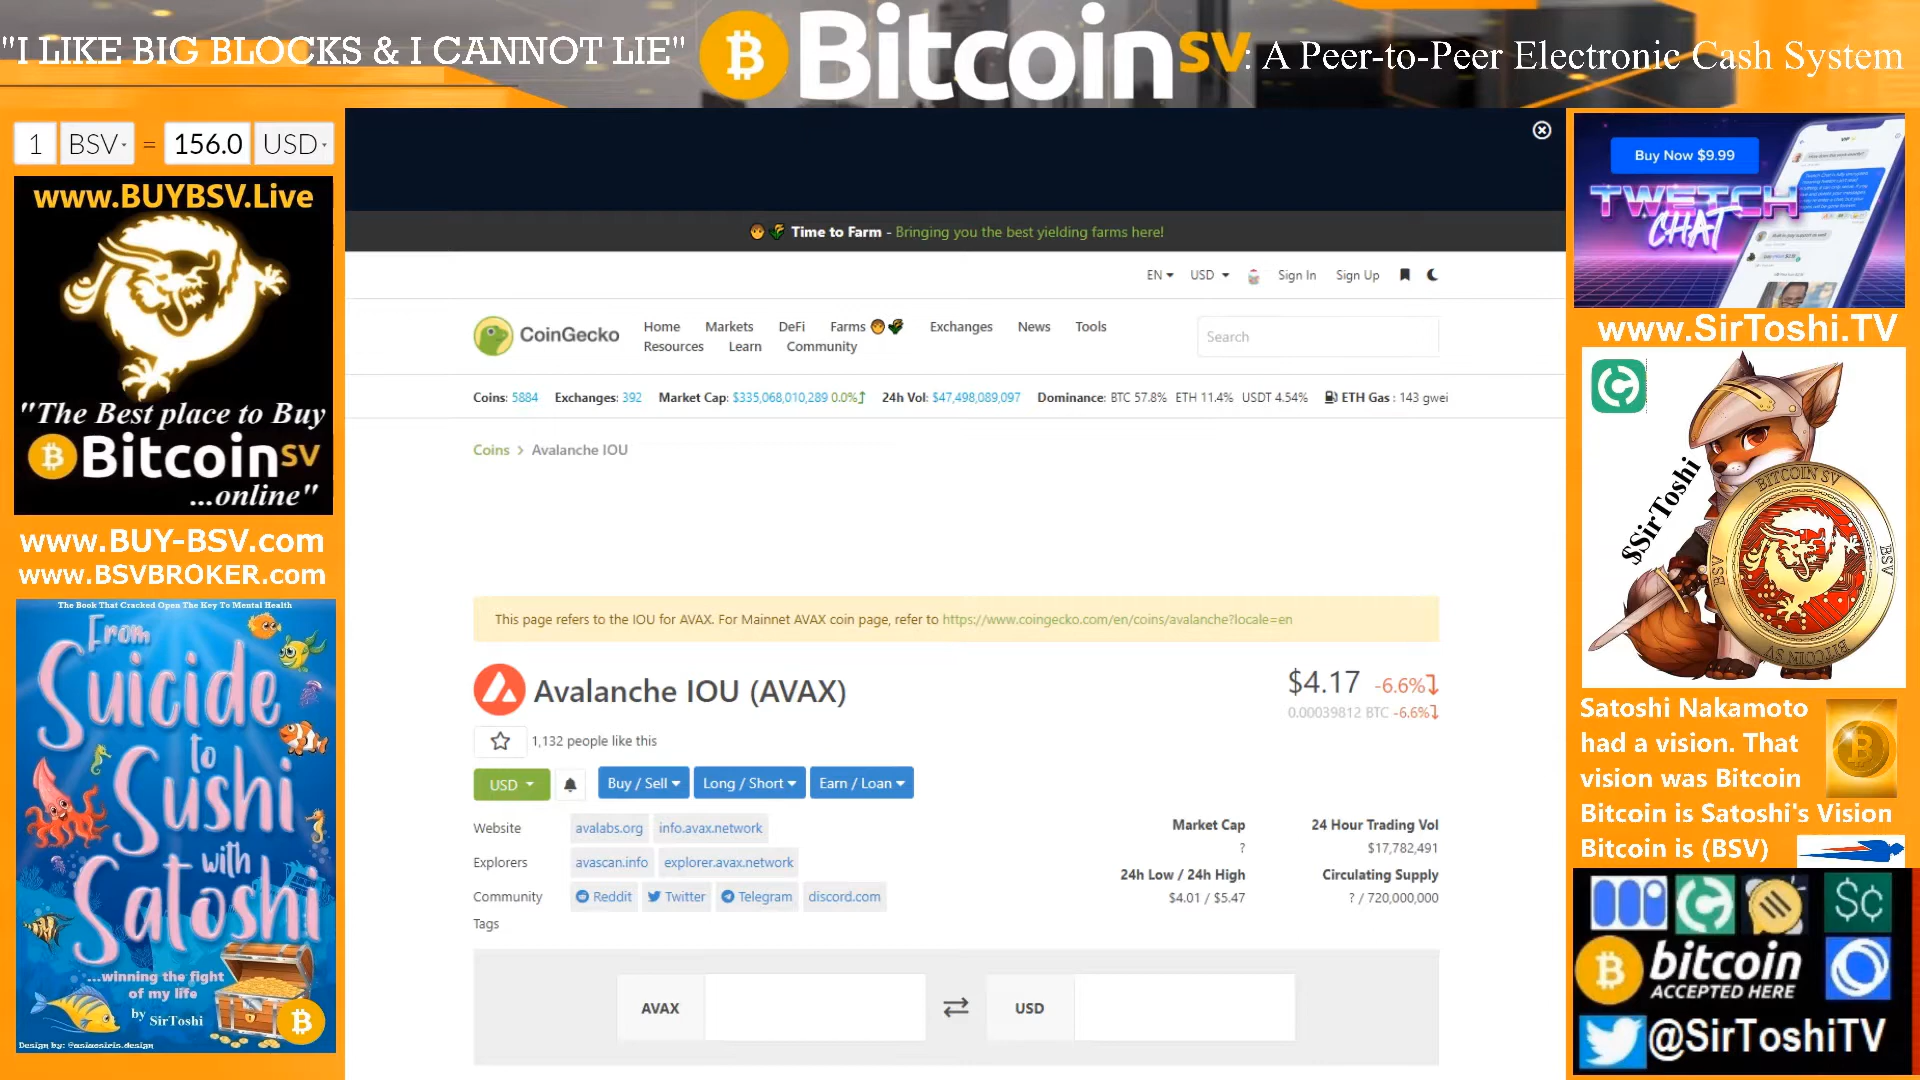 "I LIKE BIG BLOCKS & I CANNOT LIE"
Bitcoin SV: A Peer-to-Peer Electronic Cash System
1 BSV = 156.0 USD
www.BUYBSV.Live
"The Best place to Buy
Bitcoin SV
...online"
www.BUY-BSV.com
www.BSVBROKER.com
The Book That Cracked Open The Key To Mental Health
From
Suicide
to
Sushi
with
Satoshi
...winning the fight
of my life
by SirToshi
Time to Farm - Bringing you the best yielding farms here!
EN USD Sign In Sign Up
CoinGecko
Home Markets DeFi Farms Exchanges News Tools
Resources Learn Community
Search
Coins: 5884 Exchanges: 392 Market Cap: $335,068,010,289 0.0% 24h Vol: $47,498,089,097 Dominance: BTC 57.8% ETH 11.4% USDT 4.54% ETH Gas : 143 gwei
Coins > Avalanche IOU
This page refers to the IOU for AVAX. For Mainnet AVAX coin page, refer to https://www.coingecko.com/en/coins/avalanche?locale=en
Avalanche IOU (AVAX)
$4.17 -6.6%
0.00039812 BTC -6.6%
1,132 people like this
USD Buy / Sell Long / Short Earn / Loan
Website avalabs.org info.avax.network
Explorers avascan.info explorer.avax.network
Community Reddit Twitter Telegram discord.com
Tags
Market Cap
?
24 Hour Trading Vol
$17,782,491
24h Low / 24h High
$4.01 / $5.47
Circulating Supply
? / 720,000,000
AVAX USD
Buy Now $9.99
TWETCH
CHAT
www.SirToshi.TV
$SirToshi
BITCOIN SV
BSV
BSV
BITCOIN SV
Satoshi Nakamoto
had a vision. That
vision was Bitcoin
Bitcoin is Satoshi's Vision
Bitcoin is (BSV)
bitcoin
ACCEPTED HERE
@SirToshiTV